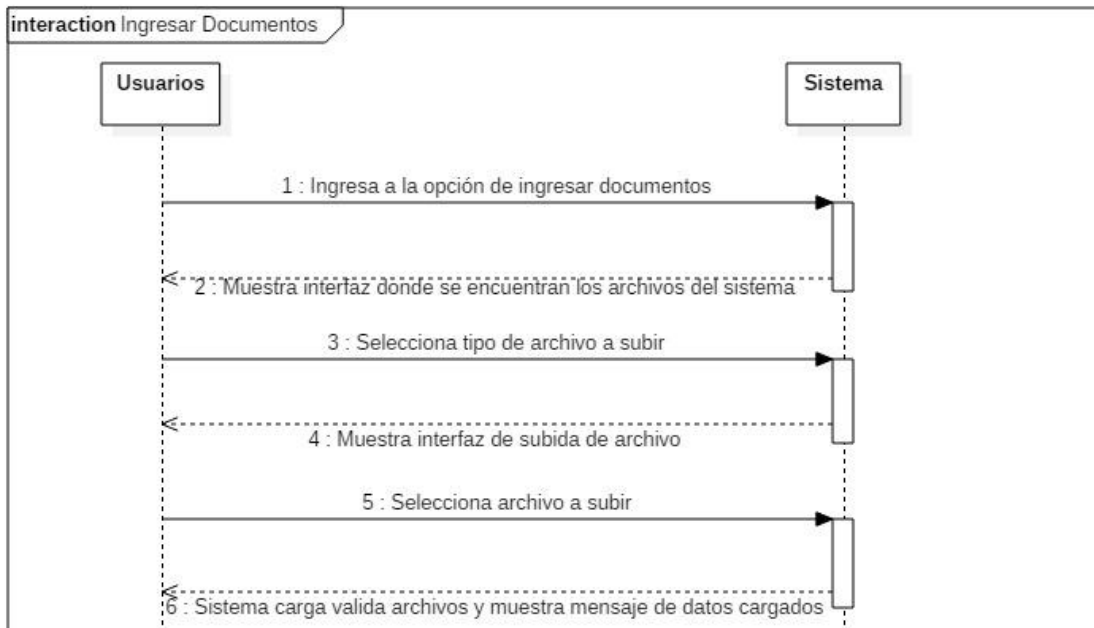 interaction Ingresar Documentos
Usuarios
Sistema
1 : Ingresa a la opción de ingresar documentos
2 : Muestra interfaz donde se encuentran los archivos del sistema
3 : Selecciona tipo de archivo a subir
4 : Muestra interfaz de subida de archivo
5 : Selecciona archivo a subir
6 : Sistema carga valida archivos y muestra mensaje de datos cargados